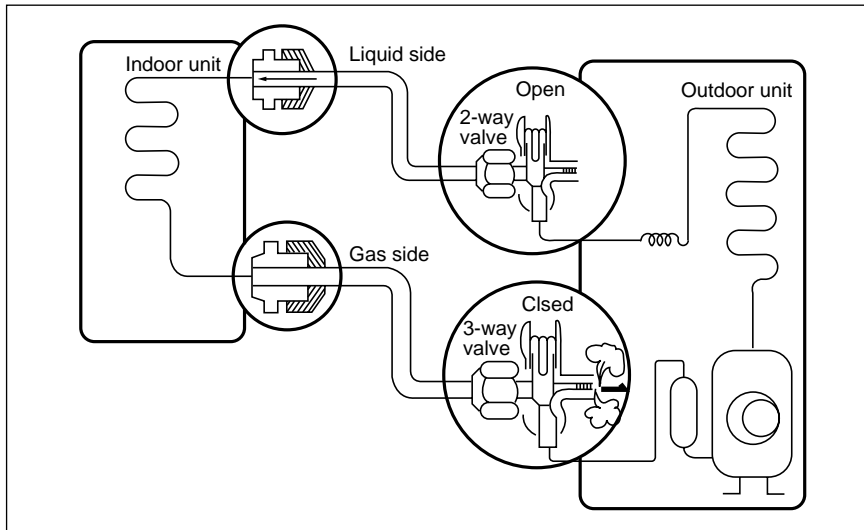 Indoor unit
Liquid side
Open
2-way
valve
Outdoor unit
Gas side
Clsed
3-way
valve